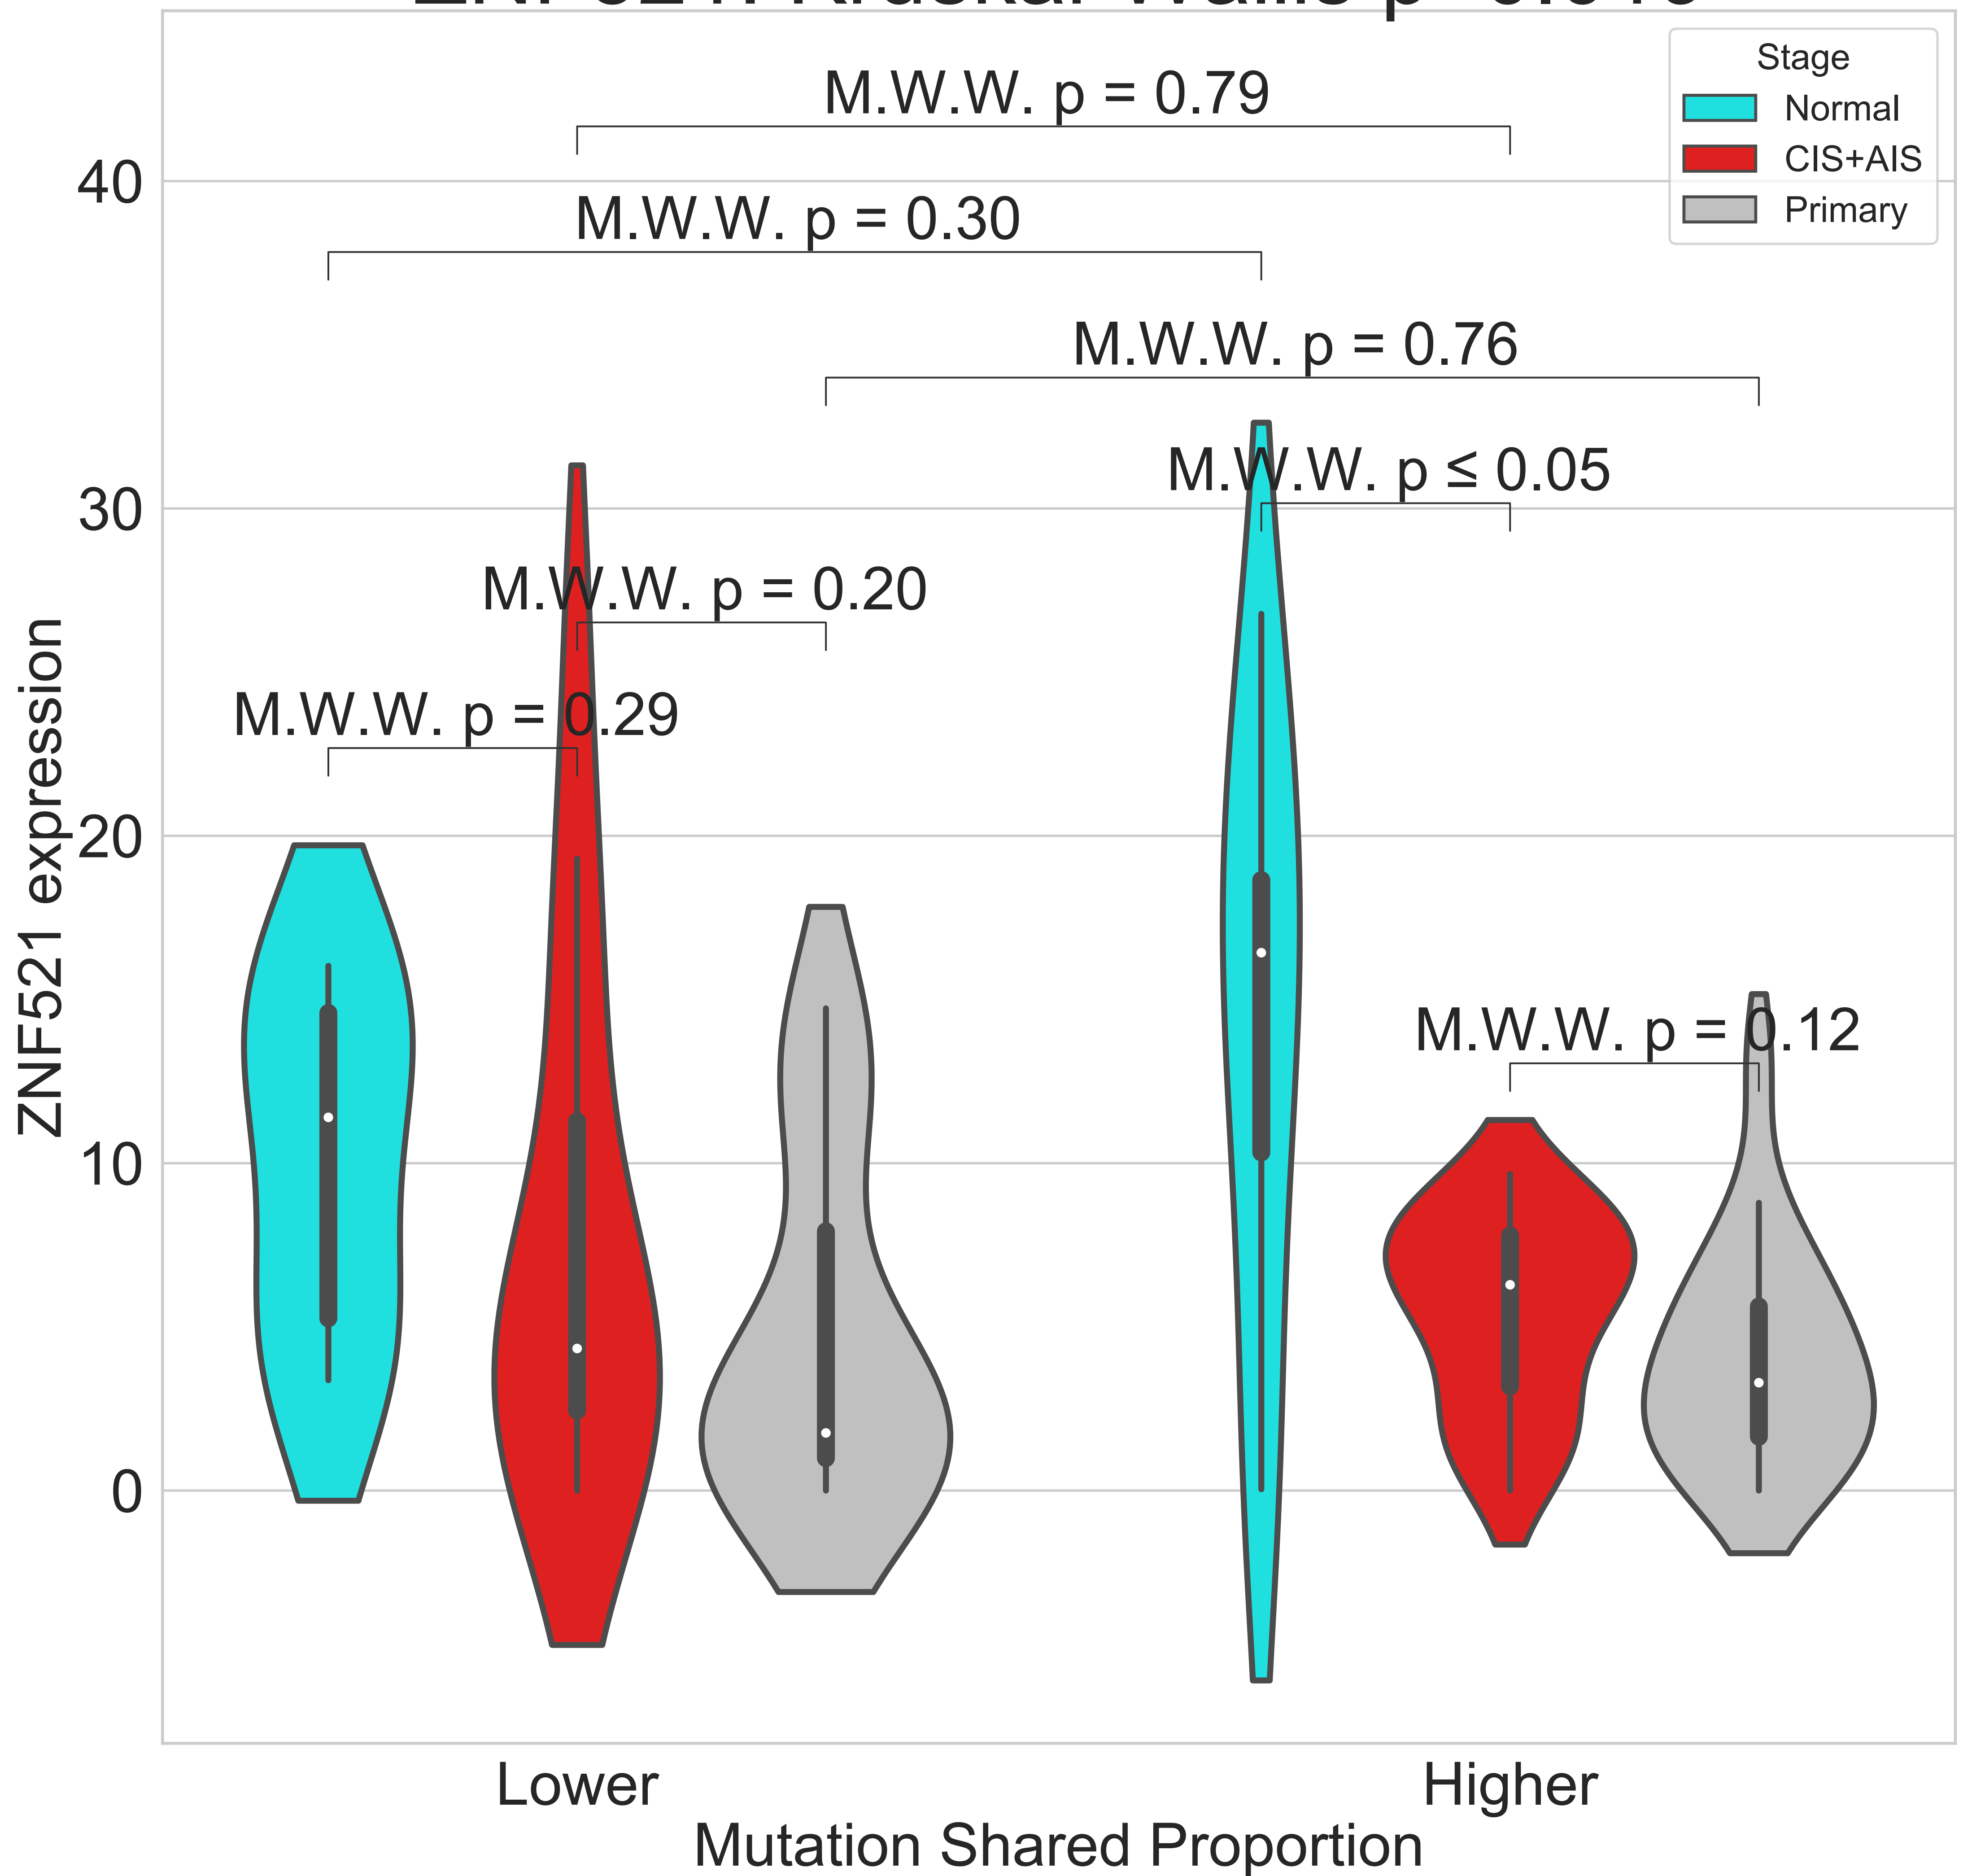 Stage
Normal
CIS+AIS
Primary
M.W.W. p = 0.79
M.W.W. p = 0.30
M.W.W. p = 0.76
M.W.W. p ≤ 0.05
M.W.W. p = 0.20
M.W.W. p = 0.29
M.W.W. p = 0.12
40
30
20
10
0
ZNF521 expression
Lower
Higher
Mutation Shared Proportion